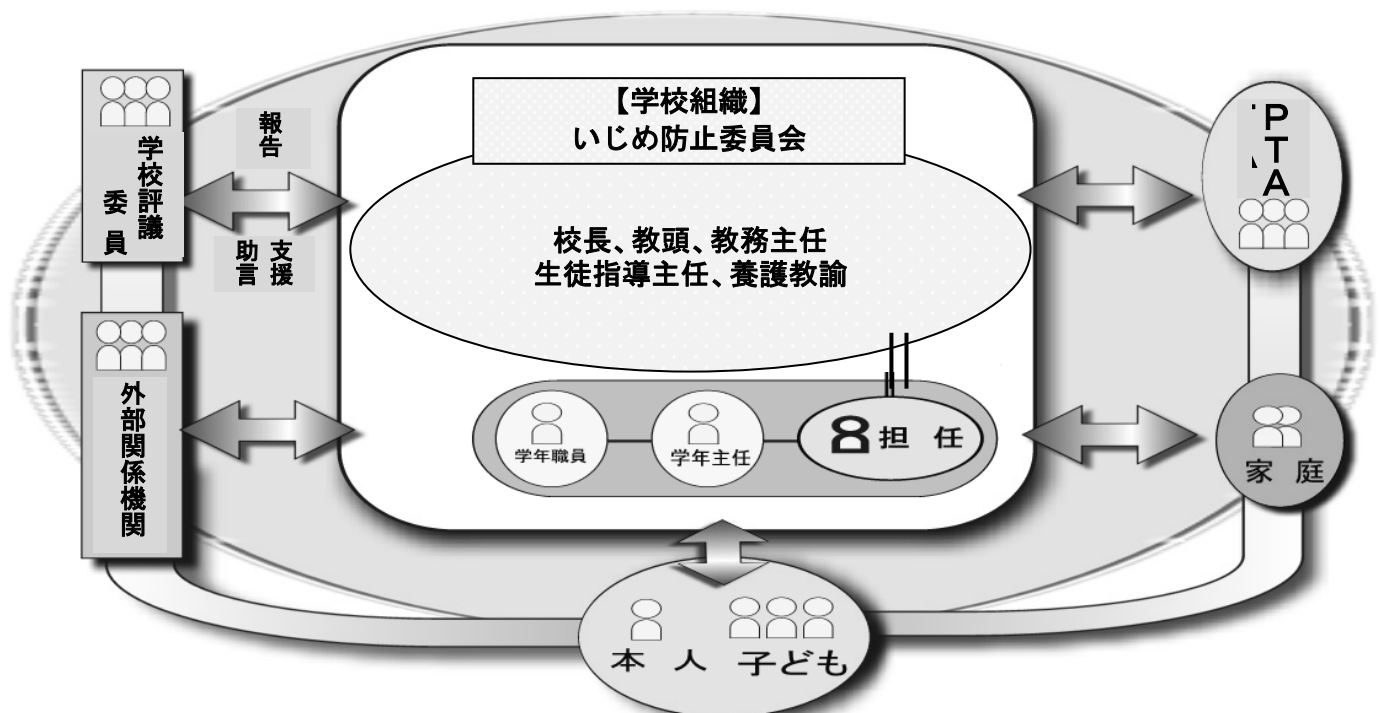 【学校組織】
いじめ防止委員会
校長、教頭、教務主任
生徒指導主任、養護教諭
学校評議
委員
報告
支援
助言
外部関係機関
PTA
家庭
学年職員
学年主任
担任
本人 子ども